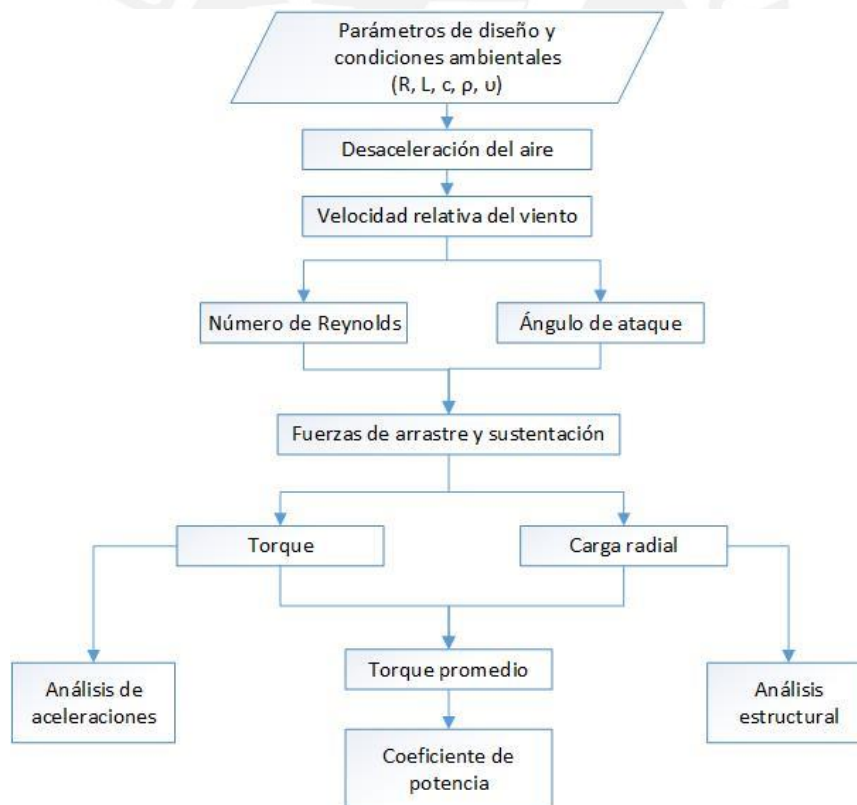 Parámetros de diseño y
condiciones ambientales
(R, L, c, ρ, υ)
Desaceleración del aire
Velocidad relativa del viento
Número de Reynolds
Ángulo de ataque
Fuerzas de arrastre y sustentación
Torque
Carga radial
Análisis de
aceleraciones
Torque promedio
Análisis
estructural
Coeficiente de
potencia